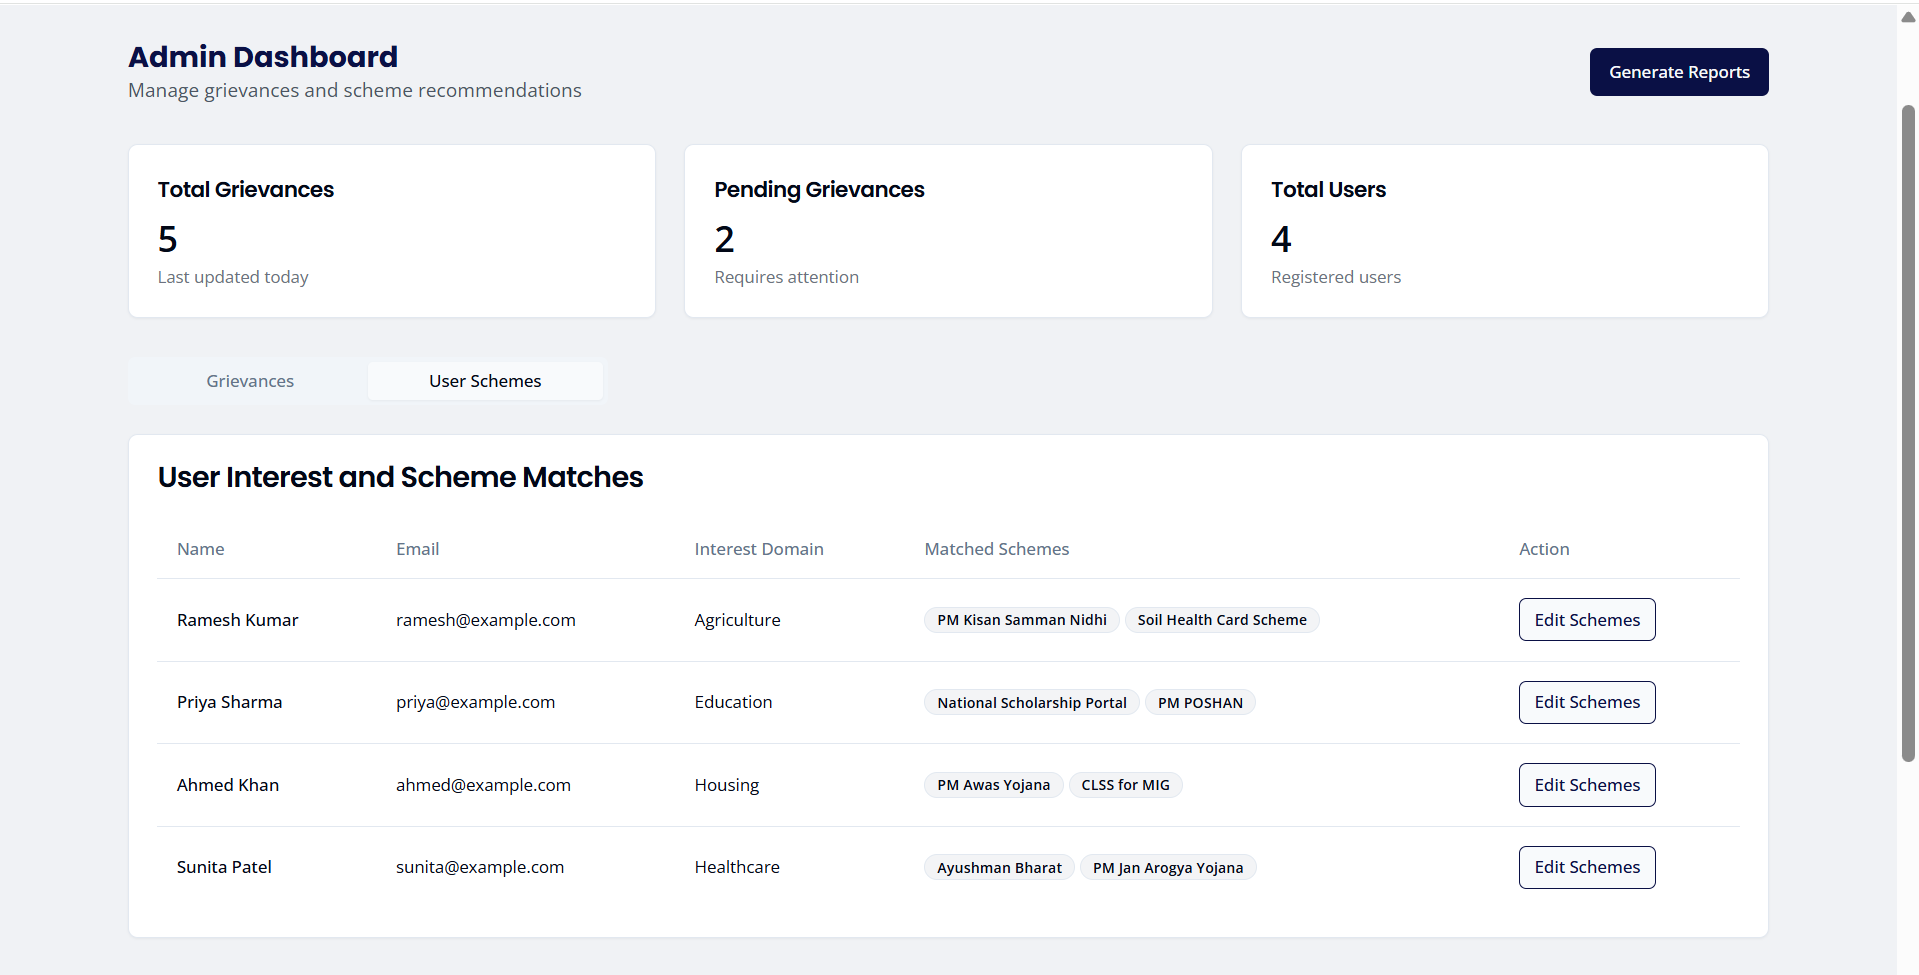 Admin Dashboard
Manage grievances and scheme recommendations
Generate Reports
Total Grievances
5
Last updated today
Pending Grievances
2
Requires attention
Total Users
4
Registered users
Grievances
User Schemes
User Interest and Scheme Matches
Name Email Interest Domain Matched Schemes Action
Ramesh Kumar ramesh@example.com Agriculture PM Kisan Samman Nidhi Soil Health Card Scheme Edit Schemes
Priya Sharma priya@example.com Education National Scholarship Portal PM POSHAN Edit Schemes
Ahmed Khan ahmed@example.com Housing PM Awas Yojana CLSS for MIG Edit Schemes
Sunita Patel sunita@example.com Healthcare Ayushman Bharat PM Jan Arogya Yojana Edit Schemes